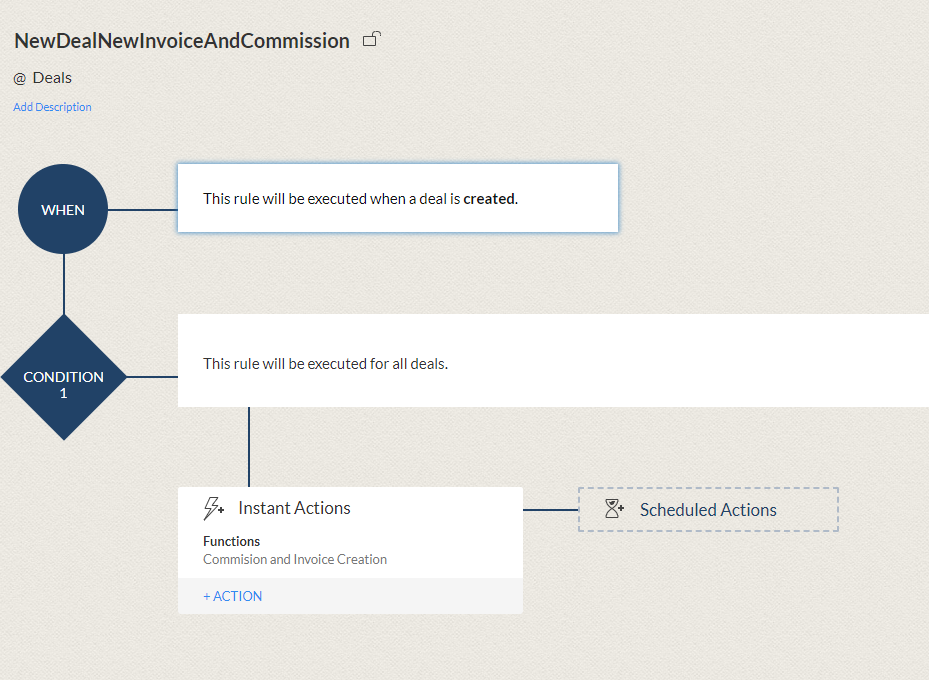 NewDealNewInvoiceAndCommission
@ Deals
Add Description
WHEN
This rule will be executed when a deal is created.
CONDITION
1
This rule will be executed for all deals.
Instant Actions
Scheduled Actions
Functions
Commision and Invoice Creation
+ ACTION